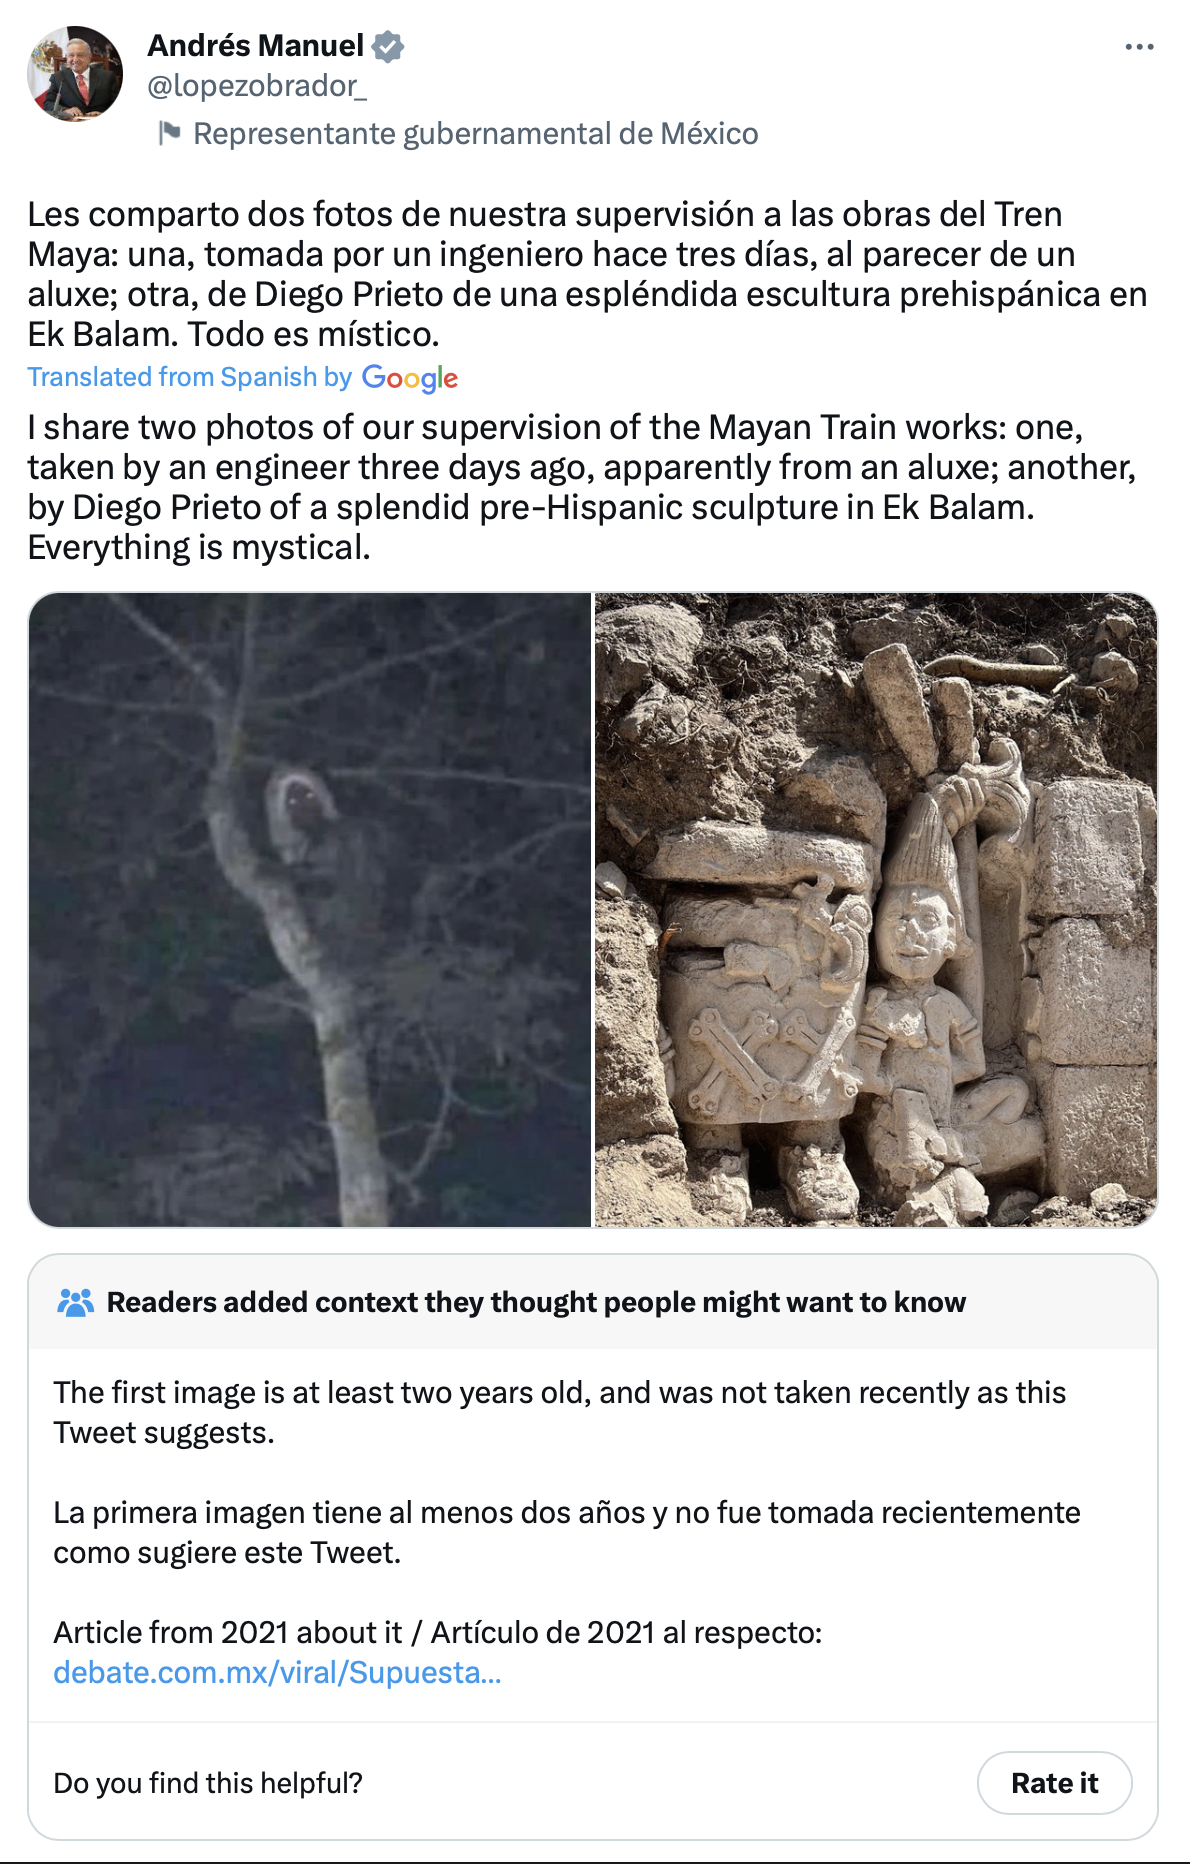 Andrés Manuel
@lopezobrador_
Representante gubernamental de México
Les comparto dos fotos de nuestra supervisión a las obras del Tren
Maya: una, tomada por un ingeniero hace tres días, al parecer de un
aluxe; otra, de Diego Prieto de una espléndida escultura prehispánica en
Ek Balam. Todo es místico.
Translated from Spanish by Google
I share two photos of our supervision of the Mayan Train works: one,
taken by an engineer three days ago, apparently from an aluxe; another,
by Diego Prieto of a splendid pre-Hispanic sculpture in Ek Balam.
Everything is mystical.
Readers added context they thought people might want to know
The first image is at least two years old, and was not taken recently as this
Tweet suggests.
La primera imagen tiene al menos dos años y no fue tomada recientemente
como sugiere este Tweet.
Article from 2021 about it / Artículo de 2021 al respecto:
debate.com.mx/viral/Supuesta...
Do you find this helpful?
Rate it